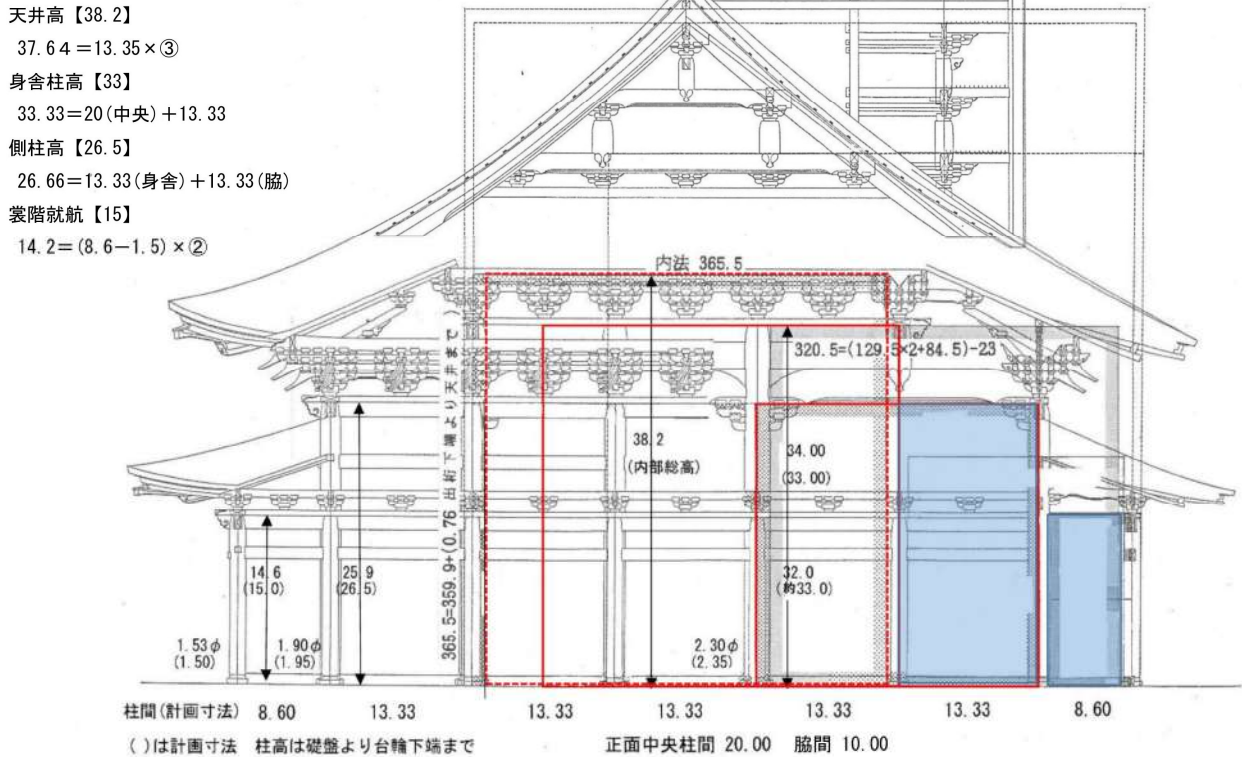 天井高【38.2】
37.64＝13.35×③
身舎柱高【33】
33.33＝20(中央)＋13.33
側柱高【26.5】
26.66＝13.33(身舎)＋13.33(脇)
裳階就航【15】
14.2＝(8.6－1.5)×②
内法 365.5
320.5=(129.5×2+84.5)-23
365.5=359.9+(0.76 出桁下端より天井まで)
38.2
(内部総高)
34.00
(33.00)
14.6
(15.0)
25.9
(26.5)
32.0
(約33.0)
1.53φ
(1.50)
1.90φ
(1.95)
2.30φ
(2.35)
柱間(計画寸法) 8.60 13.33 13.33 13.33 13.33 13.33 8.60
( )は計画寸法 柱高は礎盤より台輪下端まで 正面中央柱間 20.00 脇間 10.00